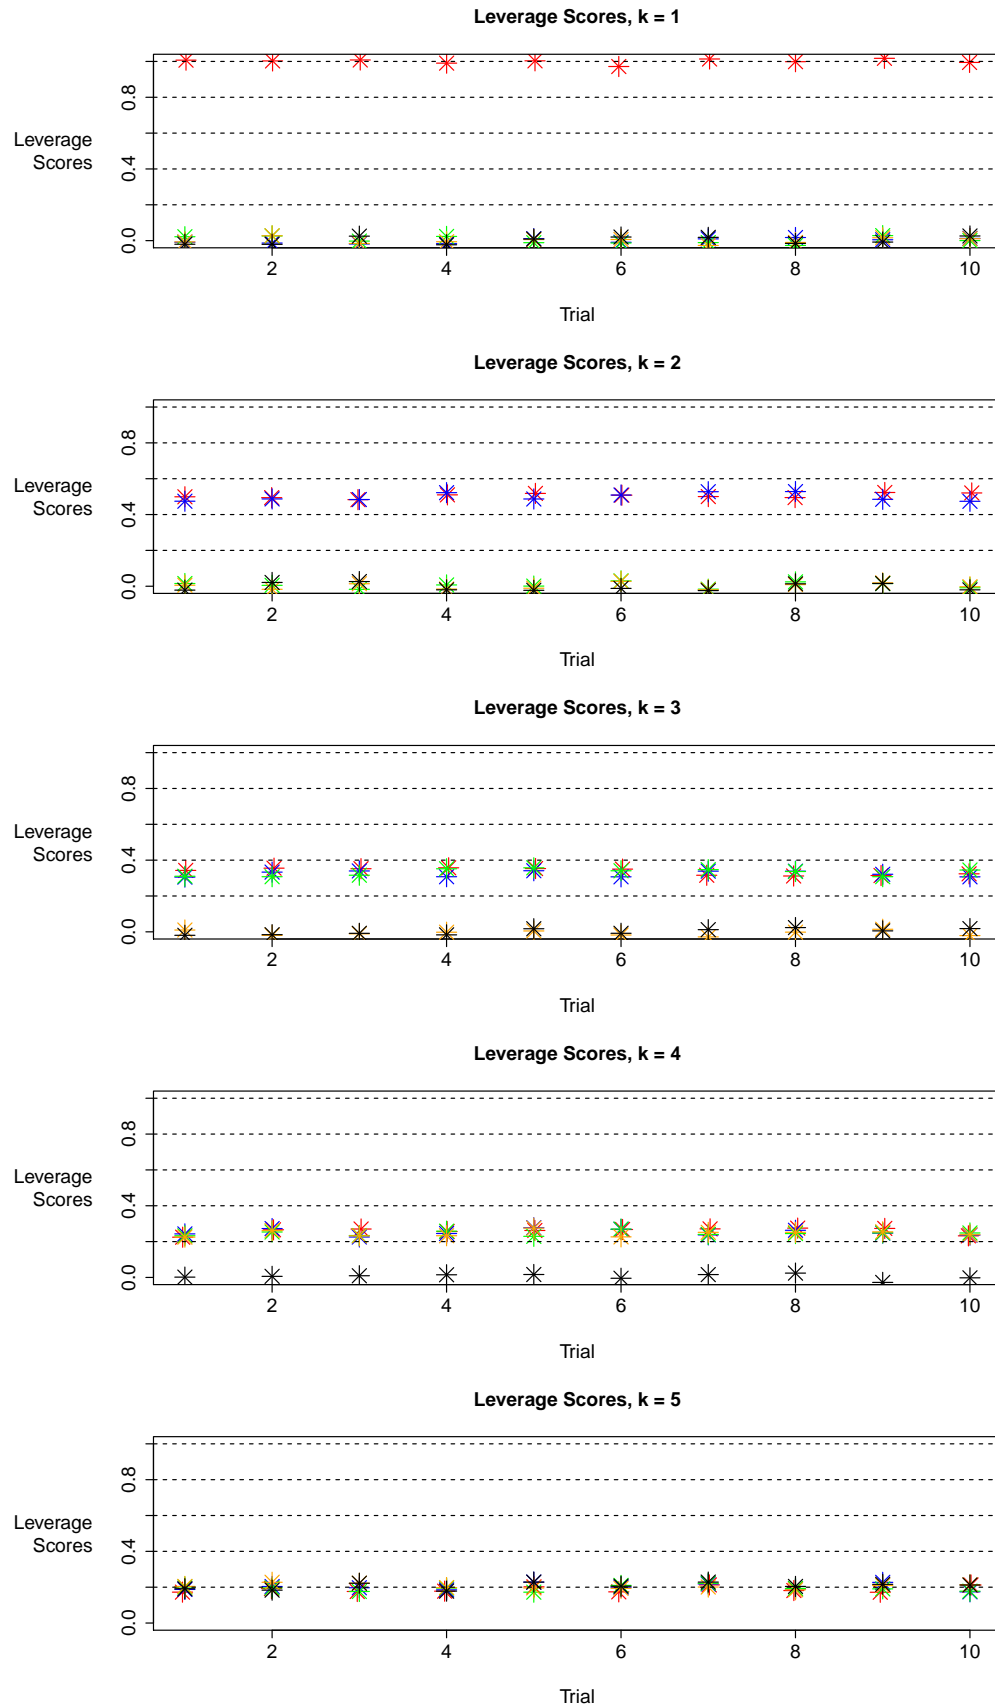 Leverage Scores, k = 1
Leverage
Scores
0.8
0.4
0.0
2 4 6 8 10
Trial
Leverage Scores, k = 2
Leverage
Scores
0.8
0.4
0.0
2 4 6 8 10
Trial
Leverage Scores, k = 3
Leverage
Scores
0.8
0.4
0.0
2 4 6 8 10
Trial
Leverage Scores, k = 4
Leverage
Scores
0.8
0.4
0.0
2 4 6 8 10
Trial
Leverage Scores, k = 5
Leverage
Scores
0.8
0.4
0.0
2 4 6 8 10
Trial